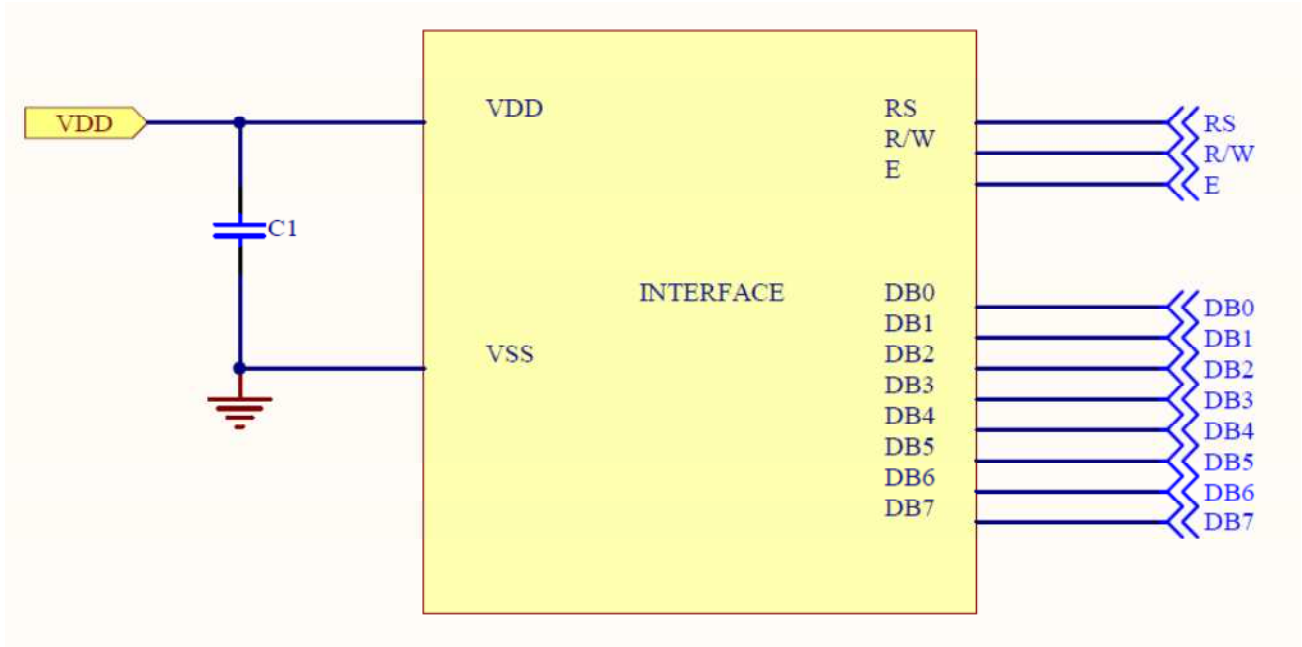 VDD
VDD
RS
RS
R/W
R/W
E
E
C1
INTERFACE
DB0
DB0
DB1
DB1
VSS
DB2
DB2
DB3
DB3
DB4
DB4
DB5
DB5
DB6
DB6
DB7
DB7